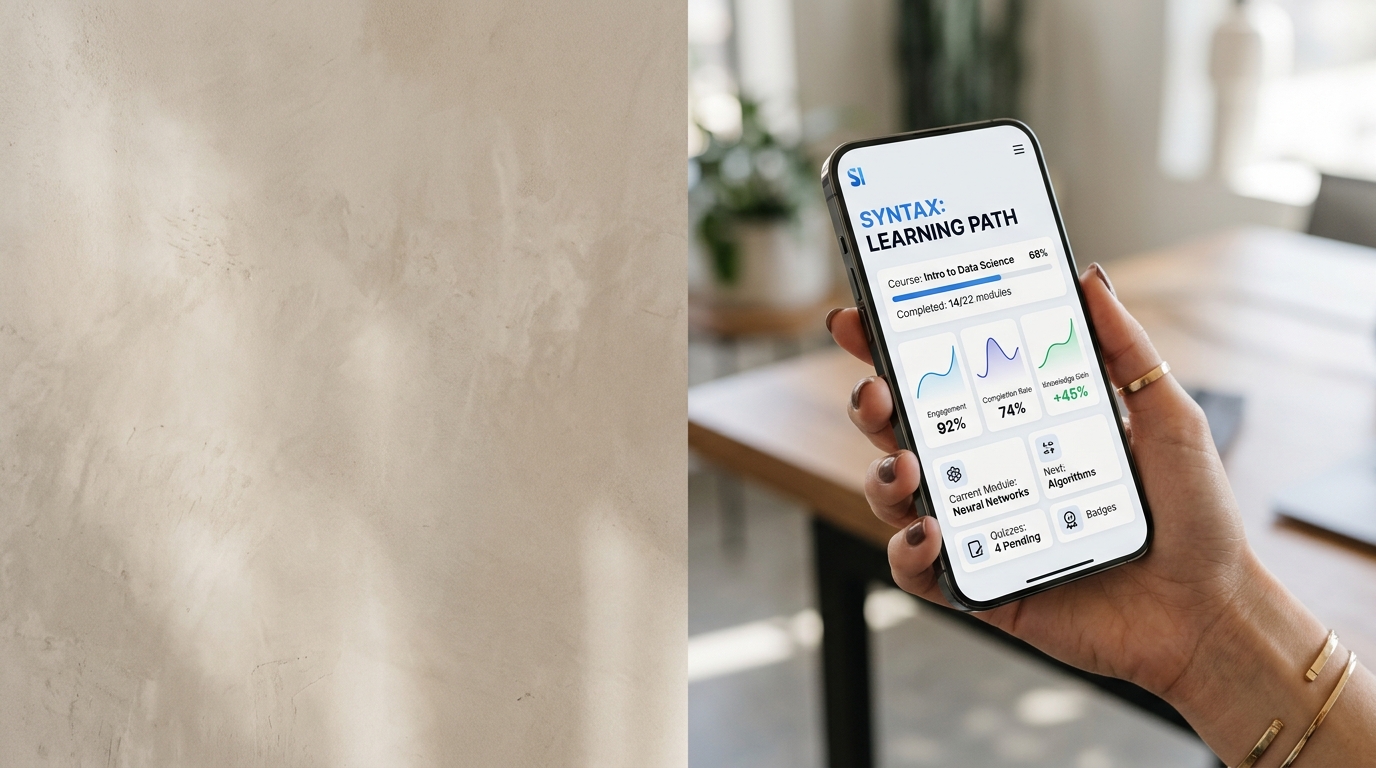 SI
SYNTAX:
LEARNING PATH
Course: Intro to Data Science 68%
Completed: 14/22 modules
Engagement
92%
Completion Rate
74%
Knowledge Gain
+45%
Current Module:
Neural Networks
Next:
Algorithms
Quizzes:
4 Pending
Badges